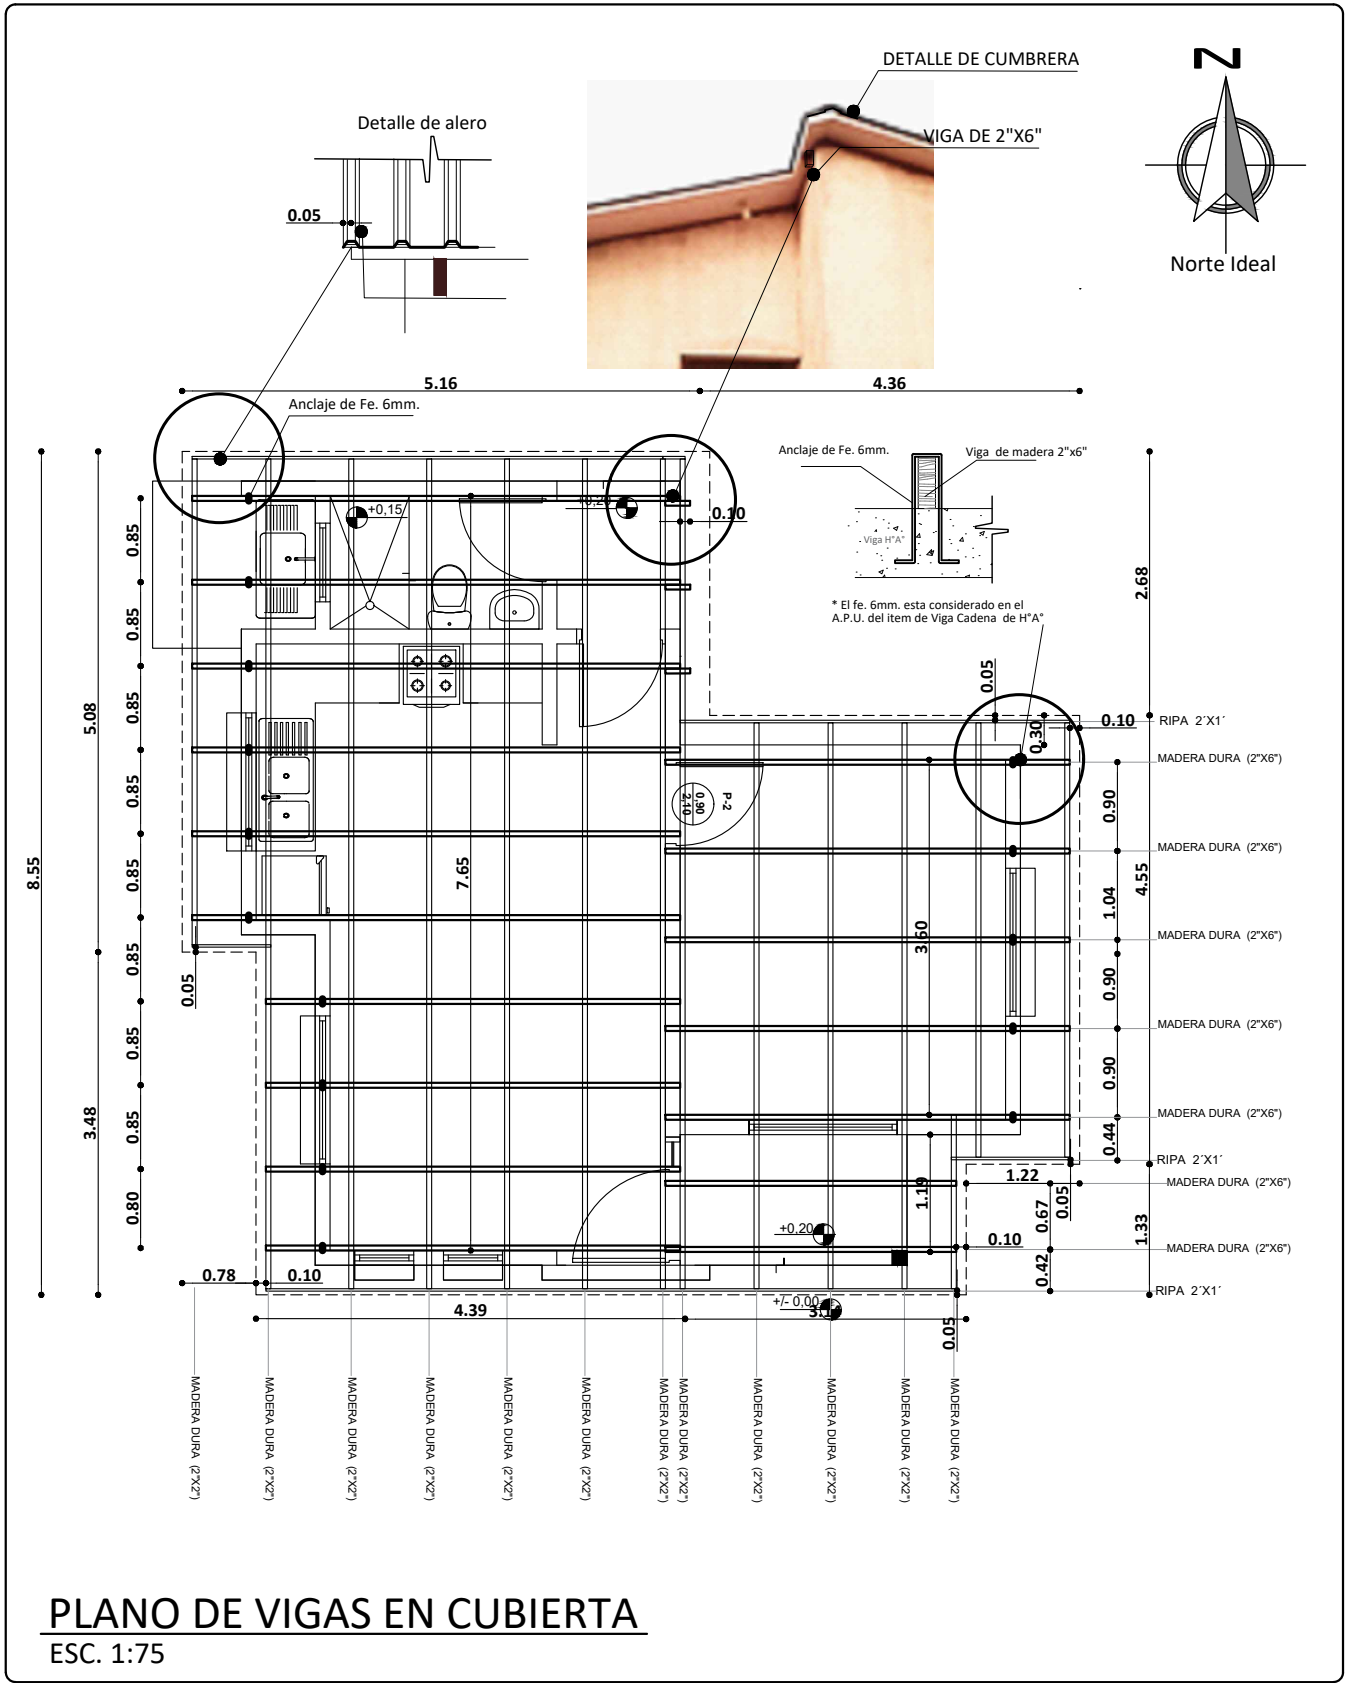 DETALLE DE CUMBRERA
VIGA DE 2"X6"
N
Norte Ideal
Detalle de alero
0.05
5.16
4.36
Anclaje de Fe. 6mm.
Anclaje de Fe. 6mm.
Viga de madera 2"x6"
Viga H°A°
* El fe. 6mm. esta considerado en el
A.P.U. del item de Viga Cadena de H°A°
+0,15
+0,20
0.10
8.55
5.08
3.48
0.85
0.85
0.85
0.85
0.85
0.85
0.85
0.85
0.80
0.05
7.65
P-2
0.90
2.10
3.60
1.19
0.05
0.30
0.10
2.68
4.55
1.33
0.90
1.04
0.90
0.90
0.44
RIPA 2´X1´
MADERA DURA (2"X6")
MADERA DURA (2"X6")
MADERA DURA (2"X6")
MADERA DURA (2"X6")
MADERA DURA (2"X6")
RIPA 2´X1´
MADERA DURA (2"X6")
MADERA DURA (2"X6")
RIPA 2´X1´
1.22
0.05
0.67
0.42
0.10
+0,20
+/- 0,00
0.78
0.10
4.39
0.05
MADERA DURA (2"X2")
MADERA DURA (2"X2")
MADERA DURA (2"X2")
MADERA DURA (2"X2")
MADERA DURA (2"X2")
MADERA DURA (2"X2")
MADERA DURA (2"X2")
MADERA DURA (2"X2")
MADERA DURA (2"X2")
MADERA DURA (2"X2")
MADERA DURA (2"X2")
MADERA DURA (2"X2")
PLANO DE VIGAS EN CUBIERTA
ESC. 1:75